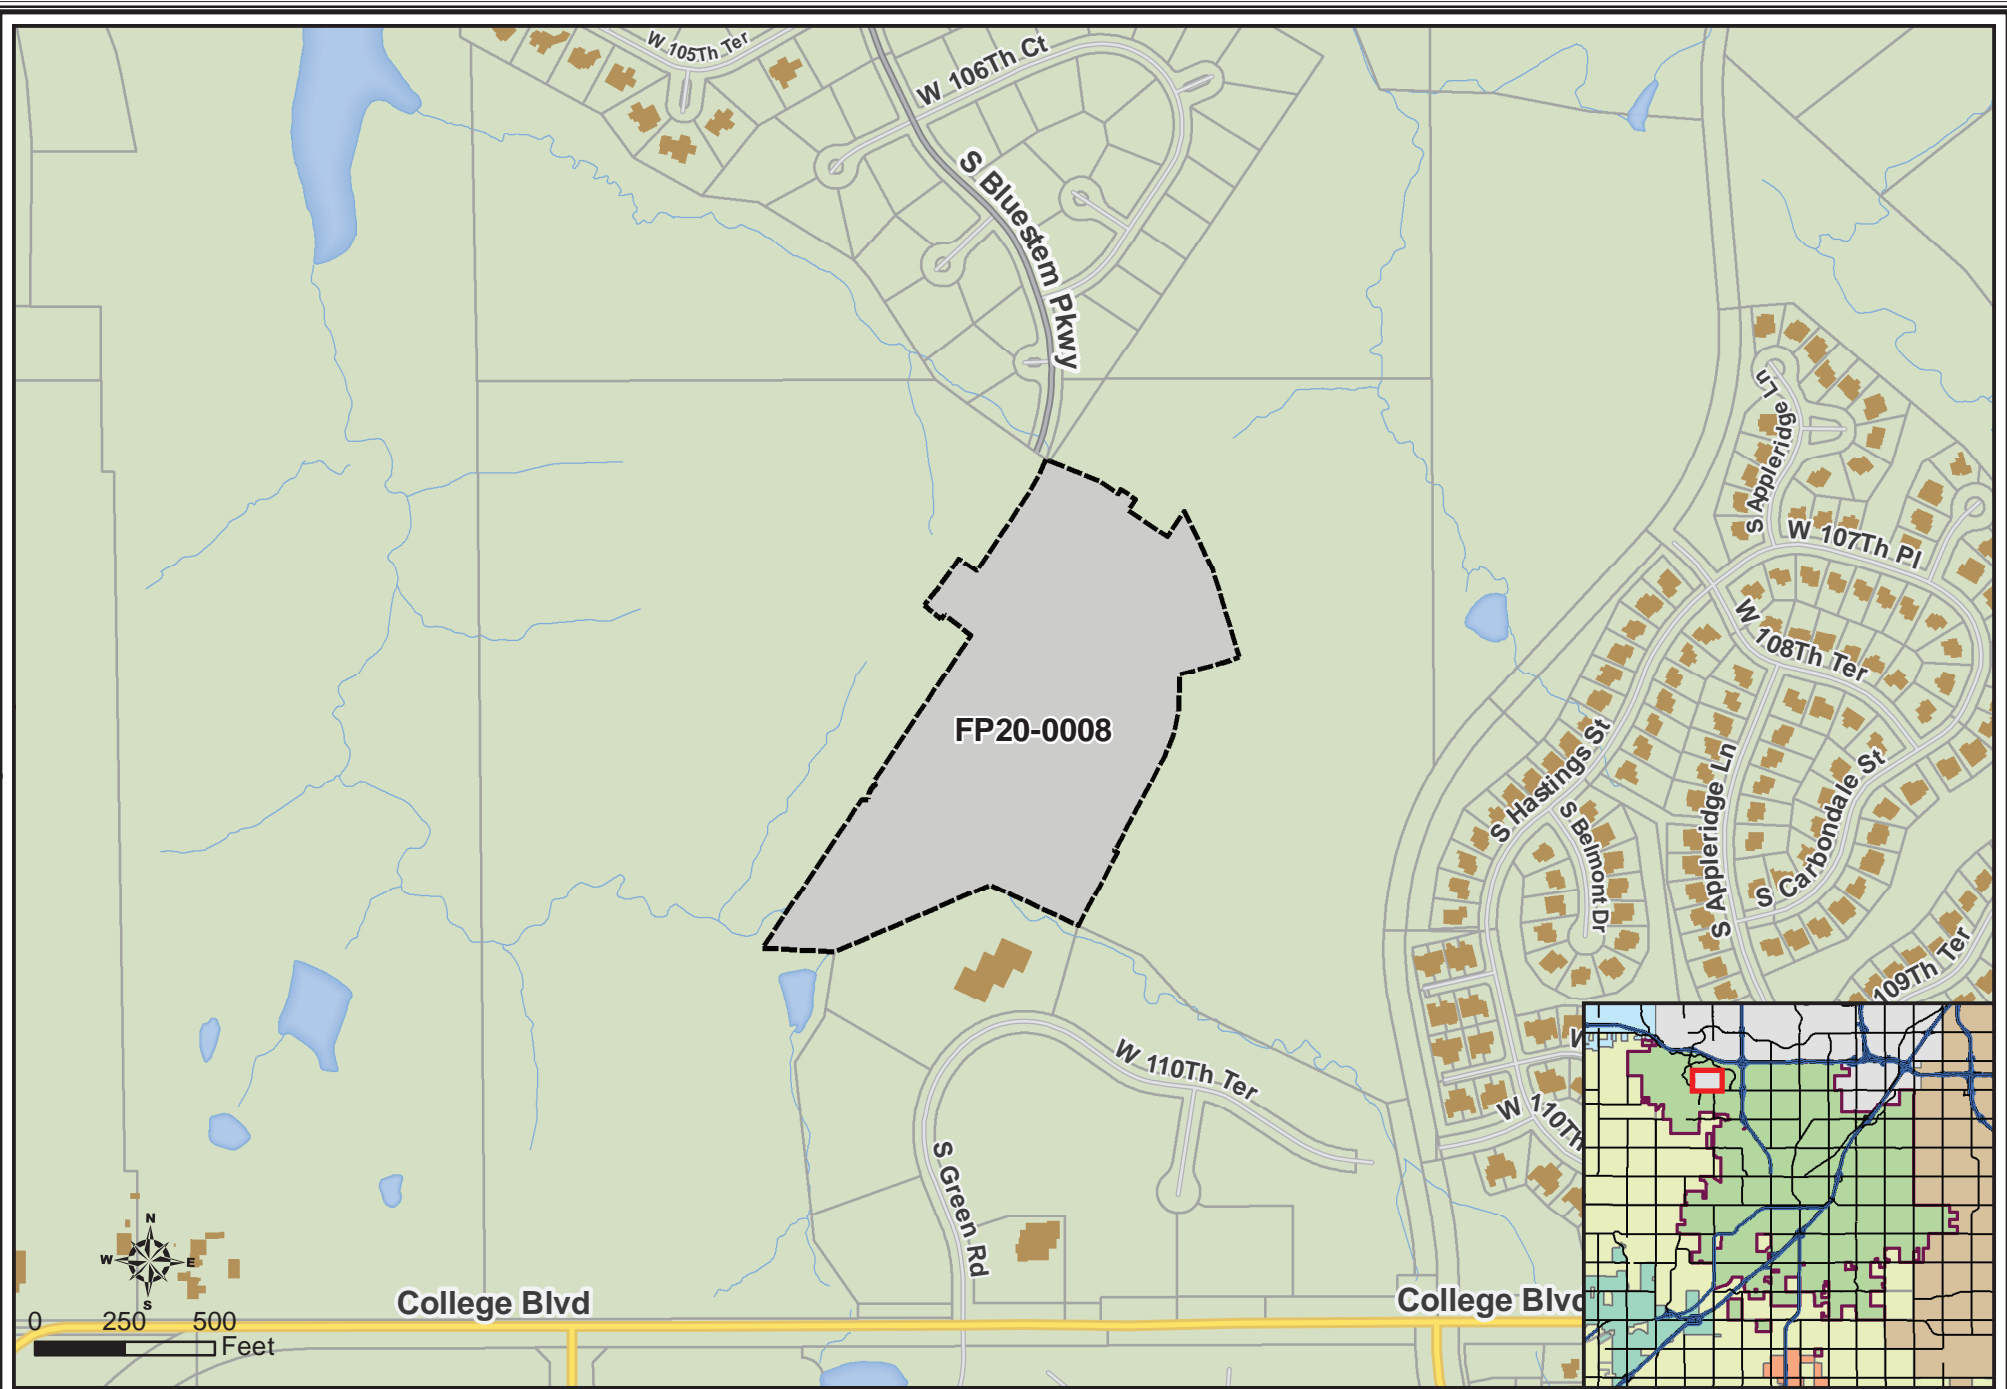 W 105Th Ter
W 106Th Ct
S Bluestem Pkwy
S Appleridge Ln
W 107Th Pl
W 108Th Ter
FP20-0008
S Hastings St
S Belmont Dr
S Appleridge Ln
S Carbondale St
109Th Ter
W
W 110Th Ter
W 110Th
S Green Rd
N
W E
S
College Blvd
College Blvd
0 250 500
Feet